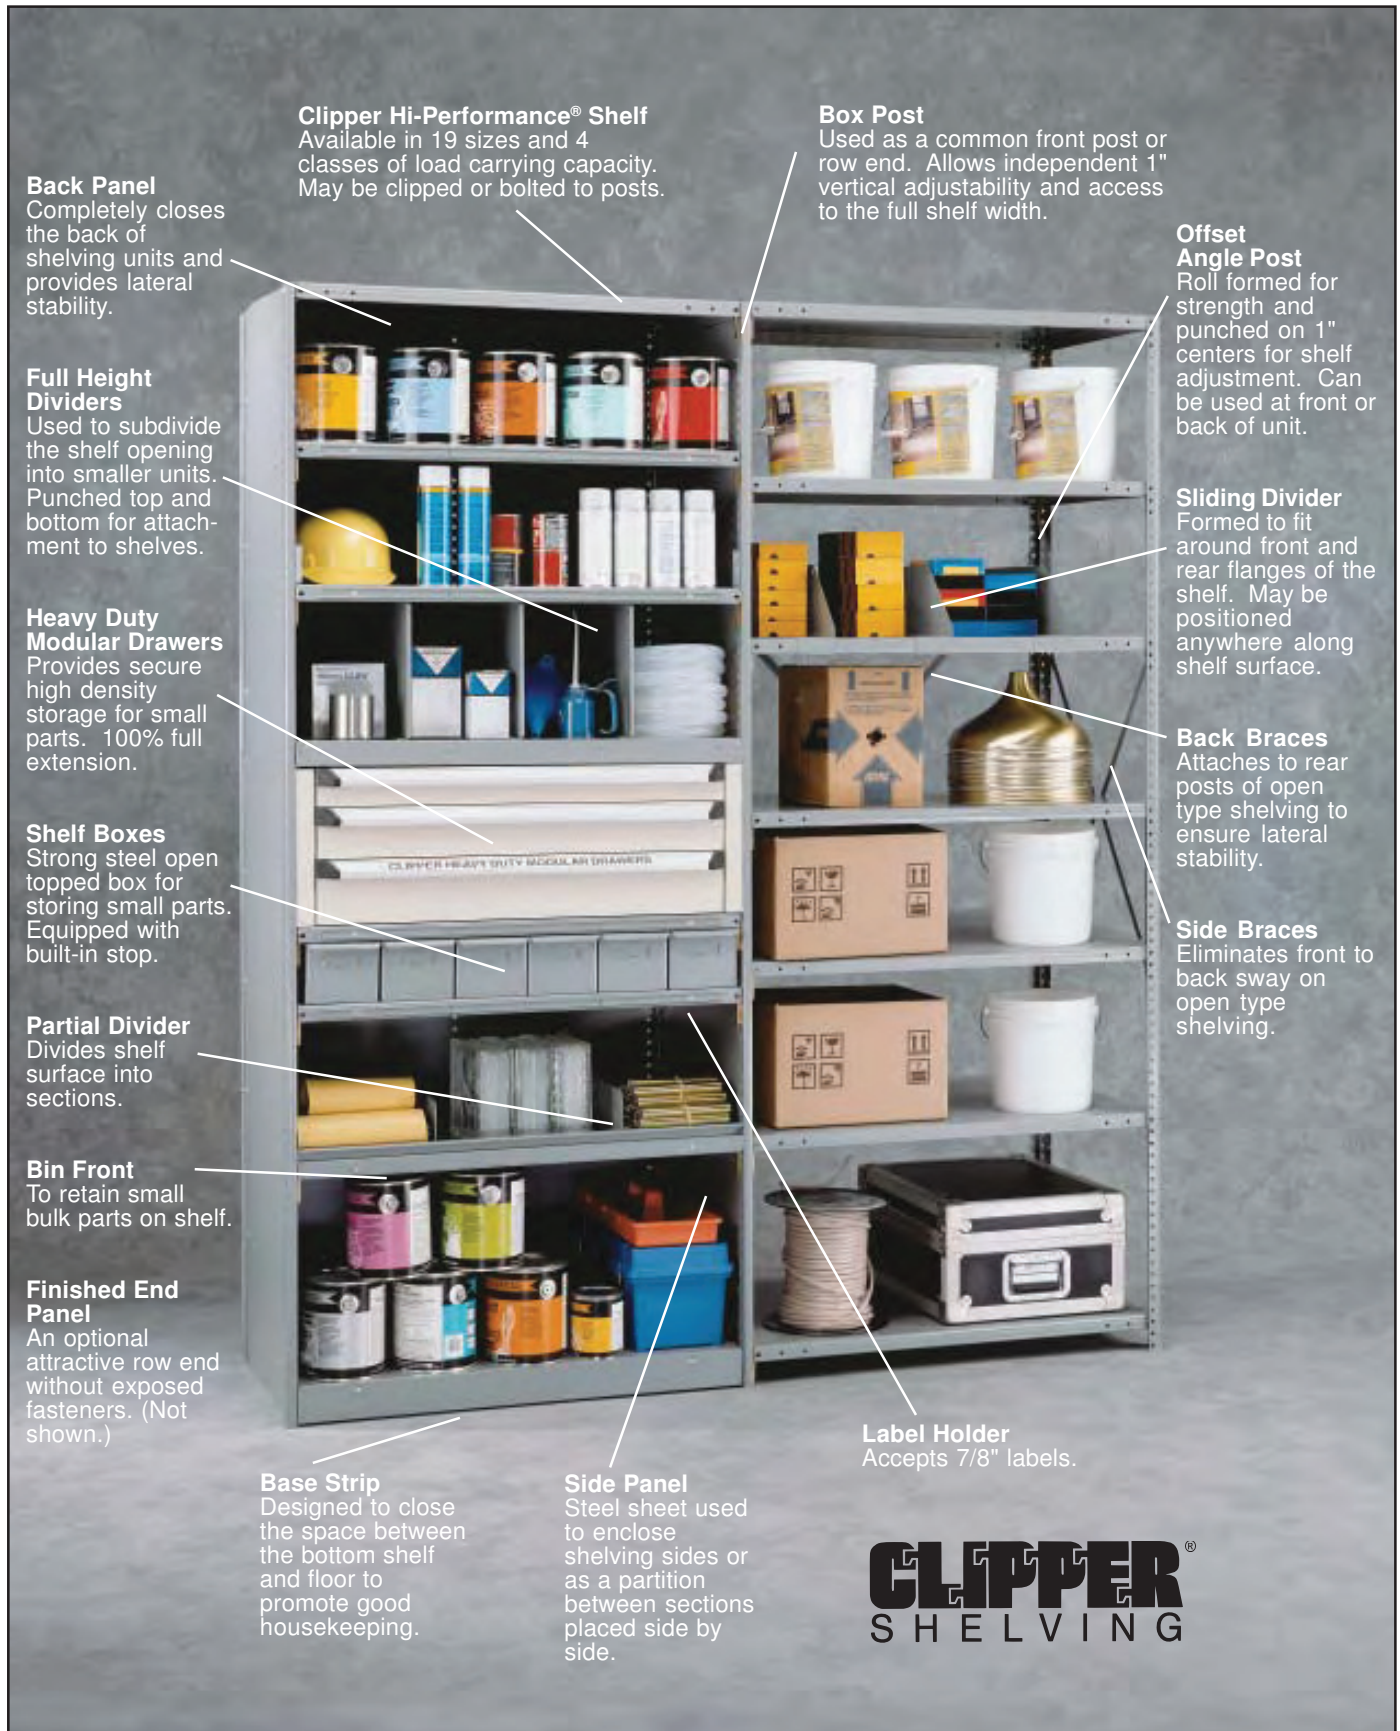 Clipper Hi-Performance® Shelf
Available in 19 sizes and 4
classes of load carrying capacity.
May be clipped or bolted to posts.
Box Post
Used as a common front post or
row end. Allows independent 1"
vertical adjustability and access
to the full shelf width.
Back Panel
Completely closes
the back of
shelving units and
provides lateral
stability.
Full Height
Dividers
Used to subdivide
the shelf opening
into smaller units.
Punched top and
bottom for attach-
ment to shelves.
Heavy Duty
Modular Drawers
Provides secure
high density
storage for small
parts. 100% full
extension.
Shelf Boxes
Strong steel open
topped box for
storing small parts.
Equipped with
built-in stop.
Partial Divider
Divides shelf
surface into
sections.
Bin Front
To retain small
bulk parts on shelf.
Finished End
Panel
An optional
attractive row end
without exposed
fasteners. (Not
shown.)
Offset
Angle Post
Roll formed for
strength and
punched on 1"
centers for shelf
adjustment. Can
be used at front or
back of unit.
Sliding Divider
Formed to fit
around front and
rear flanges of the
shelf. May be
positioned
anywhere along
shelf surface.
Back Braces
Attaches to rear
posts of open
type shelving to
ensure lateral
stability.
Side Braces
Eliminates front to
back sway on
open type
shelving.
CLIPPER HEAVY DUTY MODULAR DRAWERS
Base Strip
Designed to close
the space between
the bottom shelf
and floor to
promote good
housekeeping.
Side Panel
Steel sheet used
to enclose
shelving sides or
as a partition
between sections
placed side by
side.
Label Holder
Accepts 7/8" labels.
CLIPPER®
SHELVING